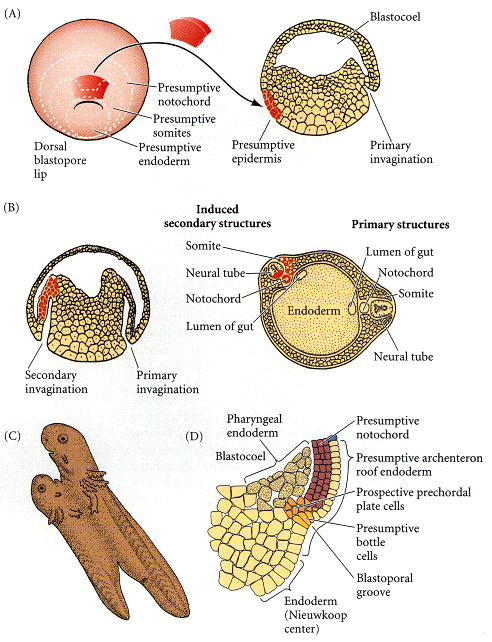 (A)
Blastocoel
Presumptive
notochord
Presumptive
somites
Presumptive
endoderm
Dorsal
blastopore
lip
Presumptive
epidermis
Primary
invagination
(B)
Induced
secondary structures
Primary structures
Somite
Neural tube
Notochord
Lumen of gut
Endoderm
Lumen of gut
Notochord
Somite
Neural tube
Secondary
invagination
Primary
invagination
(C)
(D)
Pharyngeal
endoderm
Blastocoel
Presumptive
notochord
Presumptive archenteron
roof endoderm
Prospective prechordal
plate cells
Presumptive
bottle
cells
Blastoporal
groove
Endoderm
(Nieuwkoop
center)